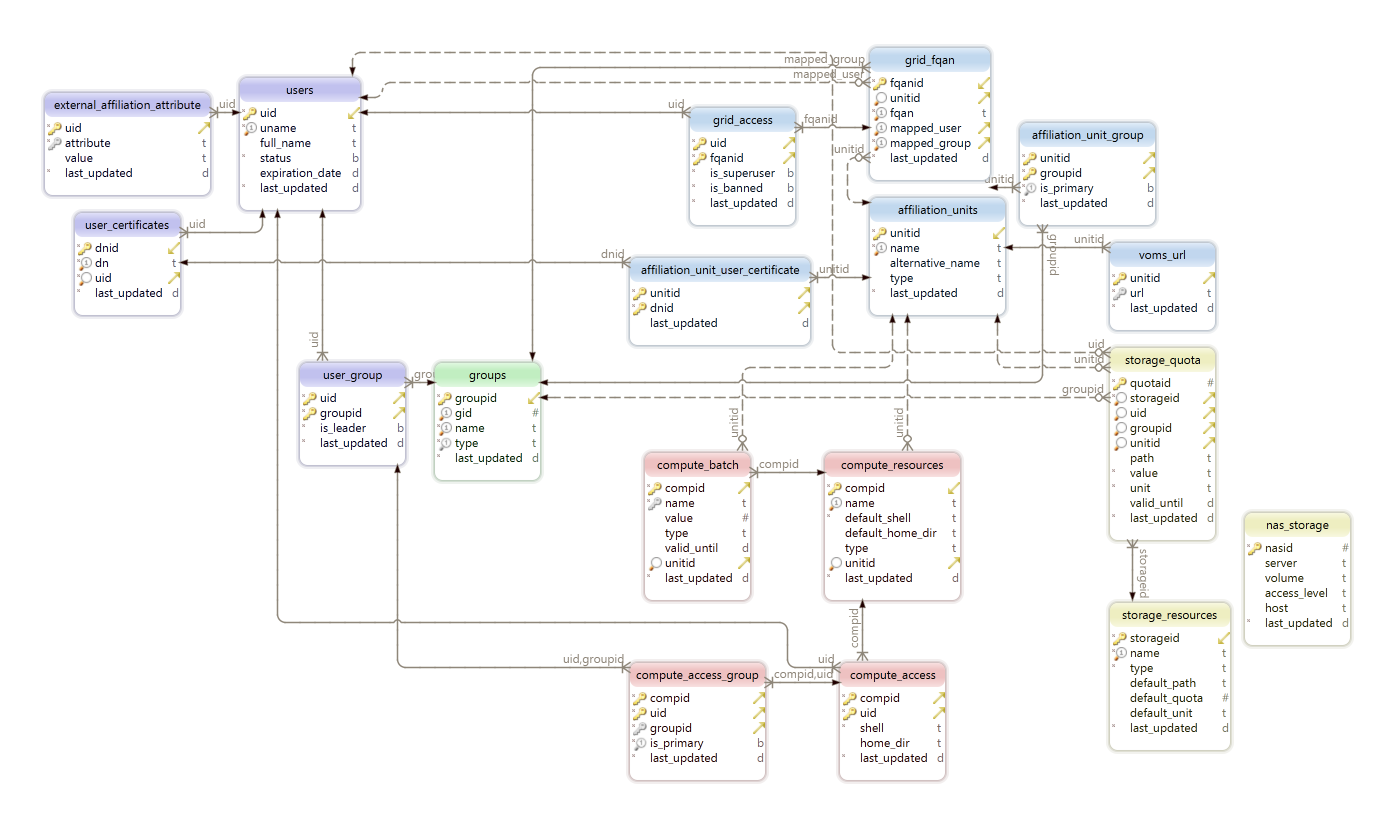 external_affiliation_attribute
uid
attribute t
value t
last_updated d
uid
users
uid
uname t
full_name t
status b
expiration_date d
last_updated d
user_certificates
dnid
dn t
uid
last_updated d
uid
mapped_group
mapped_user
grid_fqan
fqanid
unitid
fqan t
mapped_user
mapped_group
last_updated d
uid
grid_access
uid
fqanid
is_superuser b
is_banned b
last_updated d
fqanid
unitid
affiliation_unit_group
unitid
groupid
is_primary b
last_updated d
unitid
groupid
affiliation_units
unitid
name t
alternative_name t
type t
last_updated d
unitid
voms_url
unitid
url t
last_updated d
dnid
affiliation_unit_user_certificate
unitid
dnid
last_updated d
unitid
uid
user_group
uid
groupid
is_leader b
last_updated d
gro
groups
groupid
gid #
name t
type t
last_updated d
uid
unitid
groupid
storage_quota
quotaid #
storageid
uid
groupid
unitid
path t
value t
unit t
valid_until d
last_updated d
unitid
unitid
compute_batch
compid
name t
value #
type t
valid_until d
unitid
last_updated d
compid
compute_resources
compid
name t
default_shell t
default_home_dir t
type t
unitid
last_updated d
nas_storage
nasid #
server t
volume t
access_level t
host t
last_updated d
storageid
storage_resources
storageid
name t
type t
default_path t
default_quota #
default_unit t
last_updated d
compid
uid,groupid
compute_access_group
compid
uid
groupid
is_primary b
last_updated d
compid,uid
uid
compute_access
compid
uid
shell t
home_dir t
last_updated d